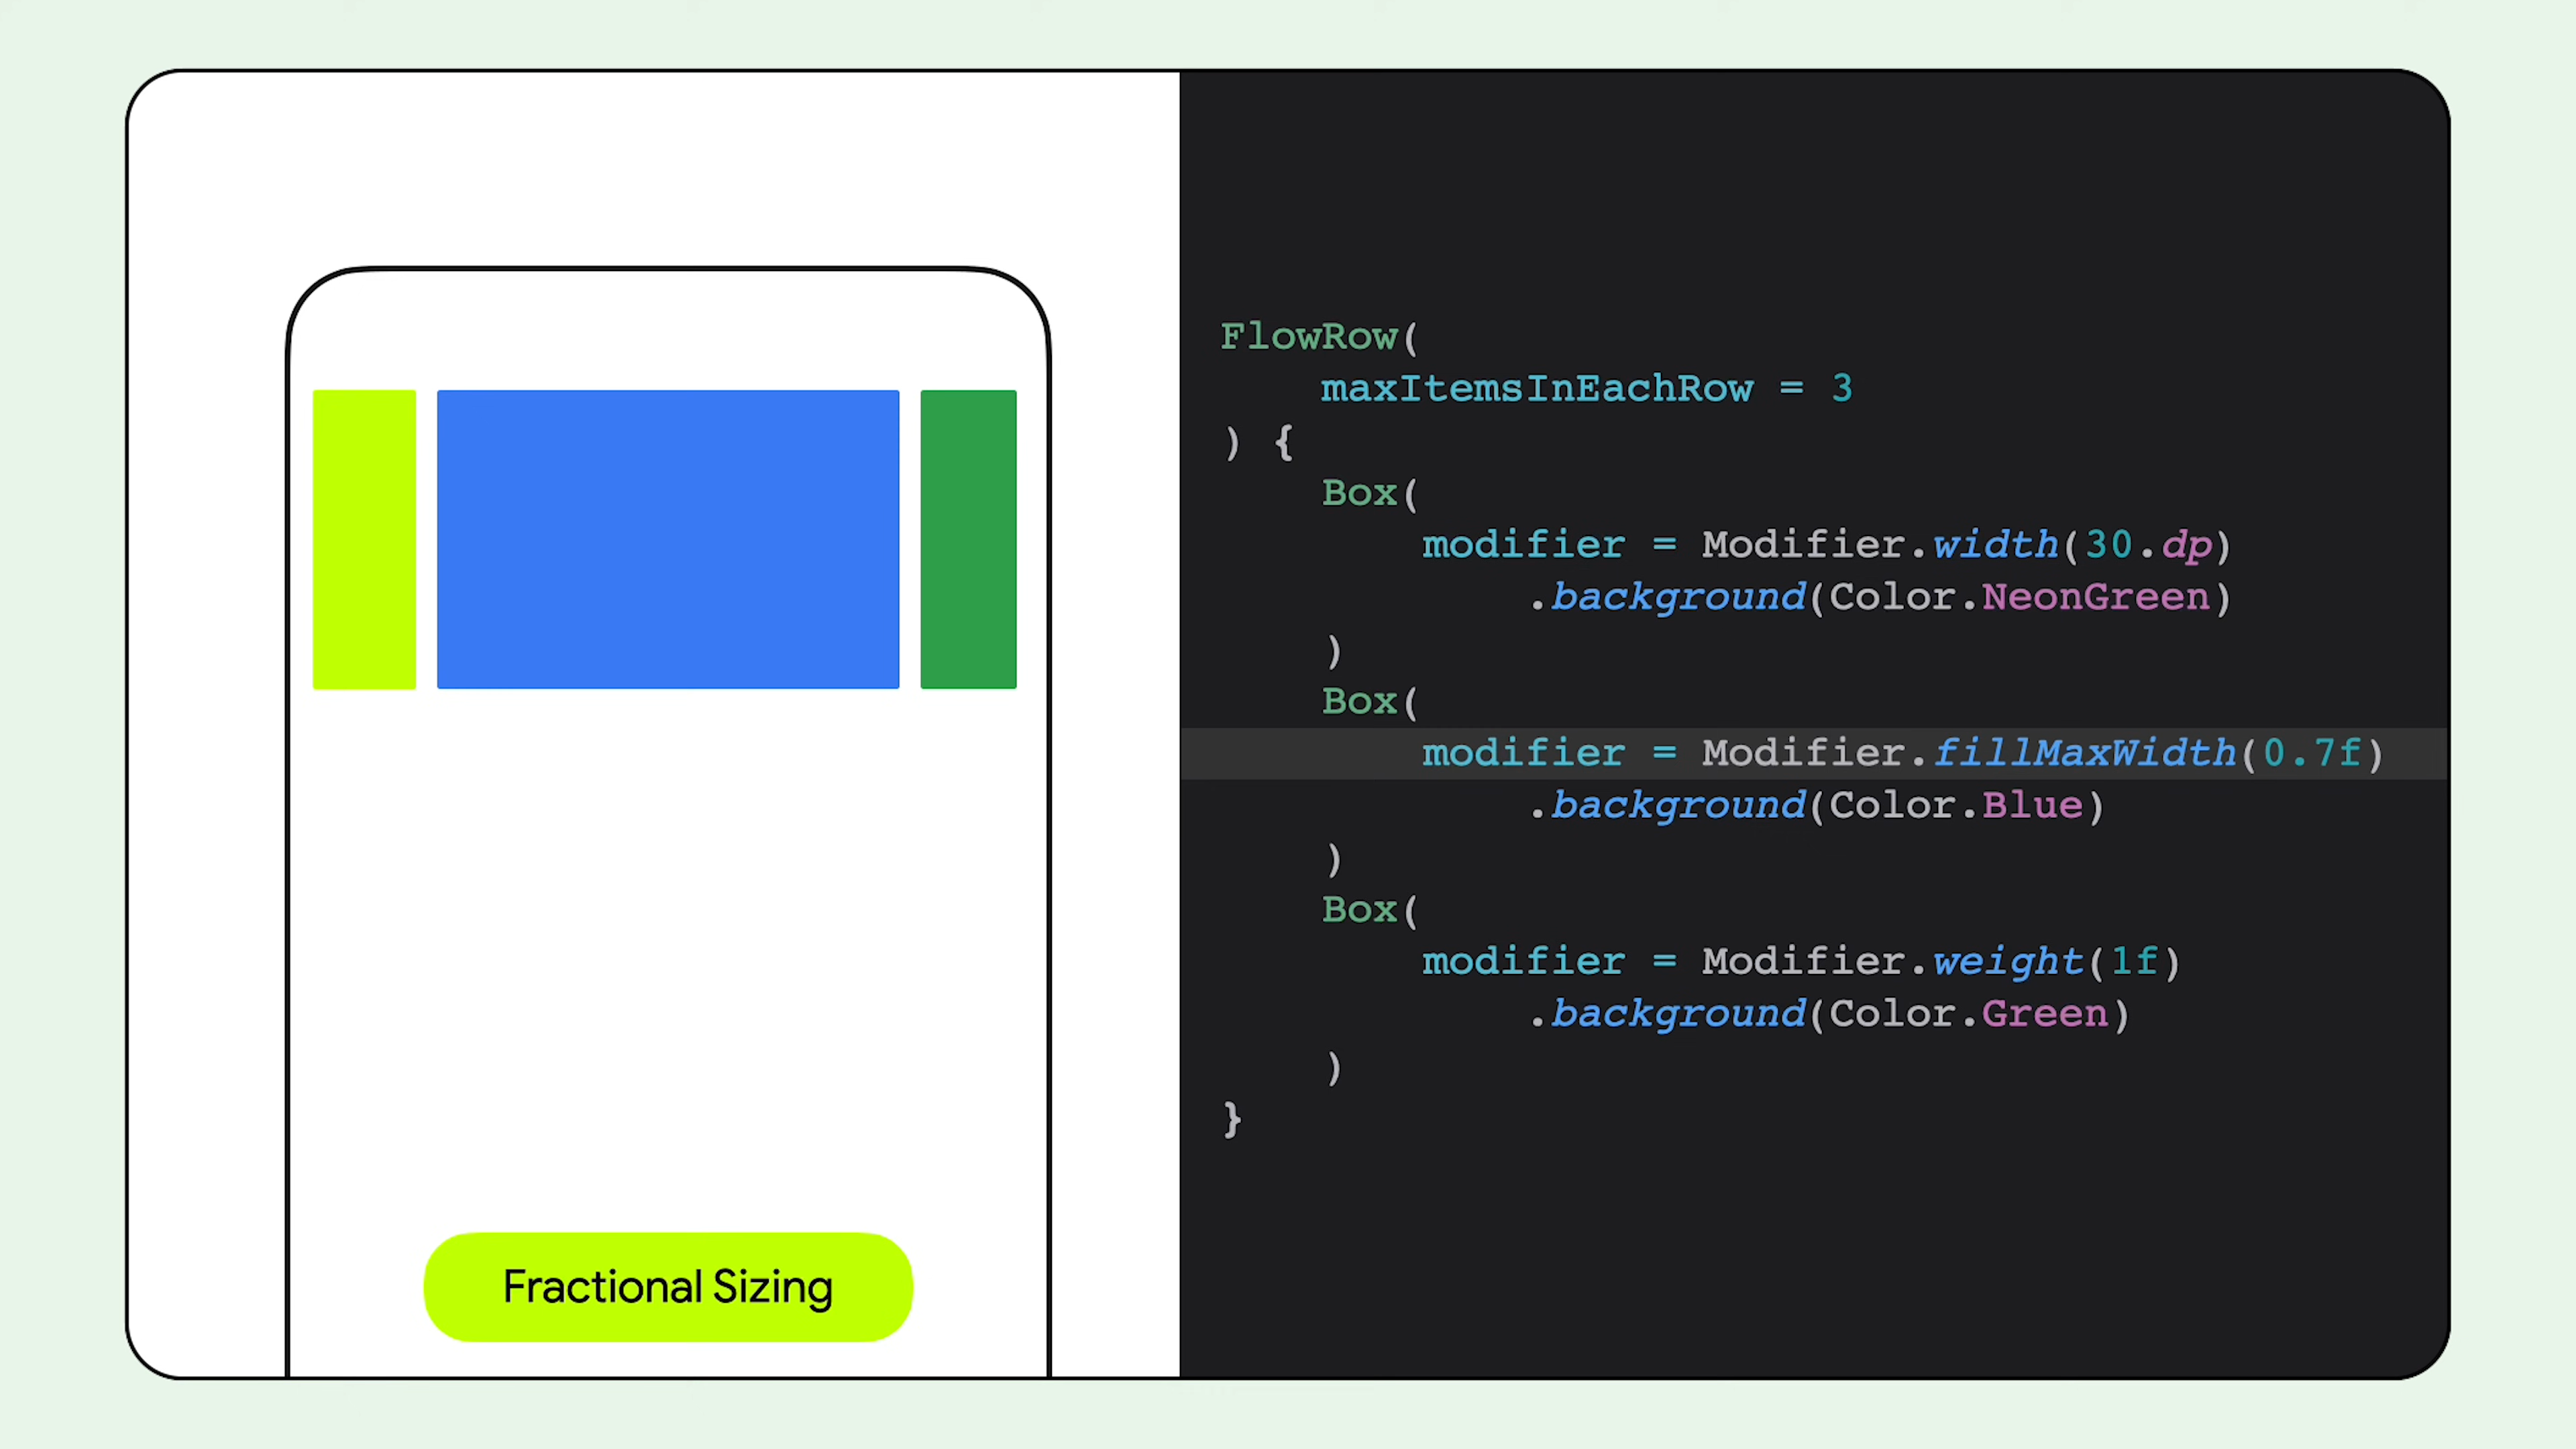 FlowRow(
    maxItemsInEachRow = 3
) {
    Box(
        modifier = Modifier.width(30.dp)
            .background(Color.NeonGreen)
    )
    Box(
        modifier = Modifier.fillMaxWidth(0.7f)
            .background(Color.Blue)
    )
    Box(
        modifier = Modifier.weight(1f)
            .background(Color.Green)
    )
}
Fractional Sizing